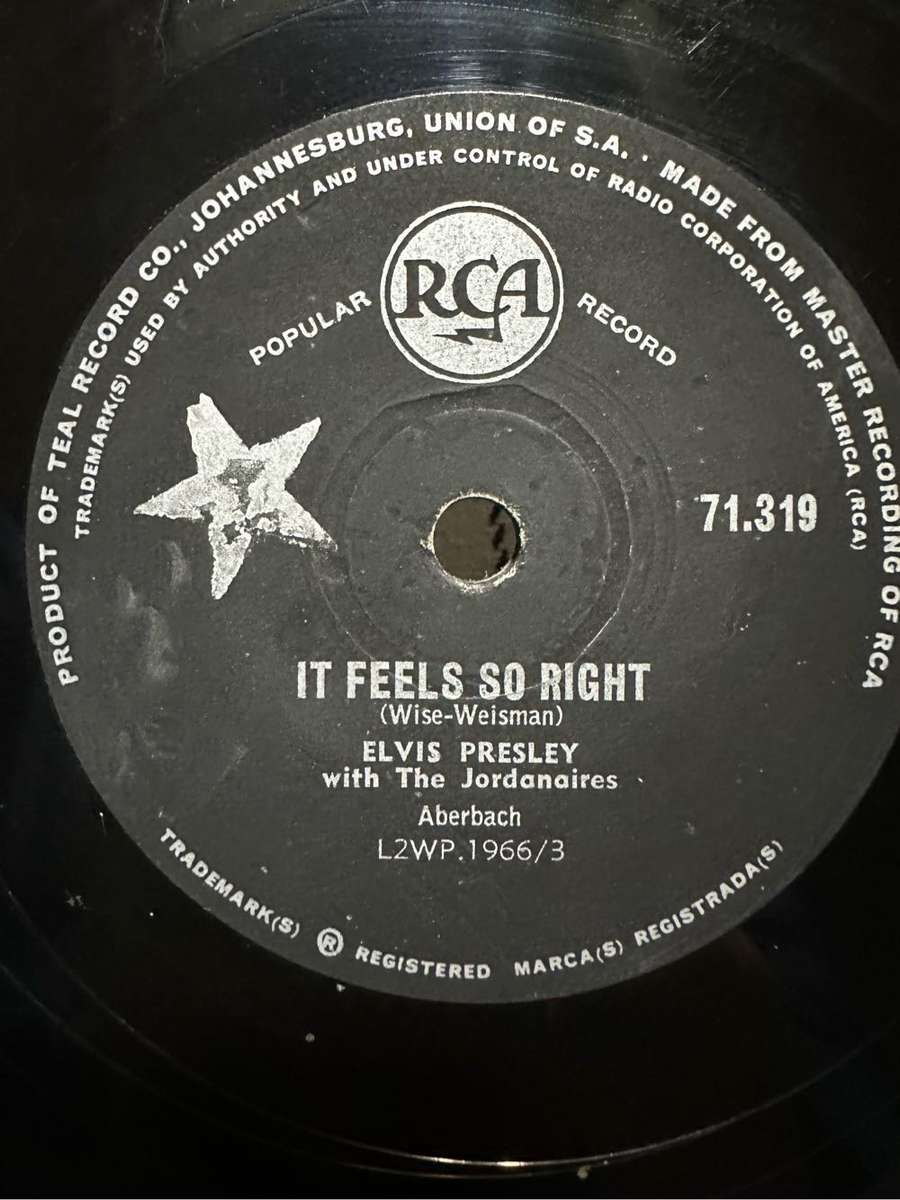 PRODUCT OF TEAL RECORD CO., JOHANNESBURG, UNION OF S.A. · MADE FROM MASTER RECORDING OF RCA
TRADEMARK(S) USED BY AUTHORITY AND UNDER CONTROL OF RADIO CORPORATION OF AMERICA (RCA)
POPULAR RCA RECORD
71.319
IT FEELS SO RIGHT
(Wise-Weisman)
ELVIS PRESLEY
with The Jordanaires
Aberbach
L2WP.1966/3
TRADEMARK(S) ® REGISTERED MARCA(S) REGISTRADA(S)